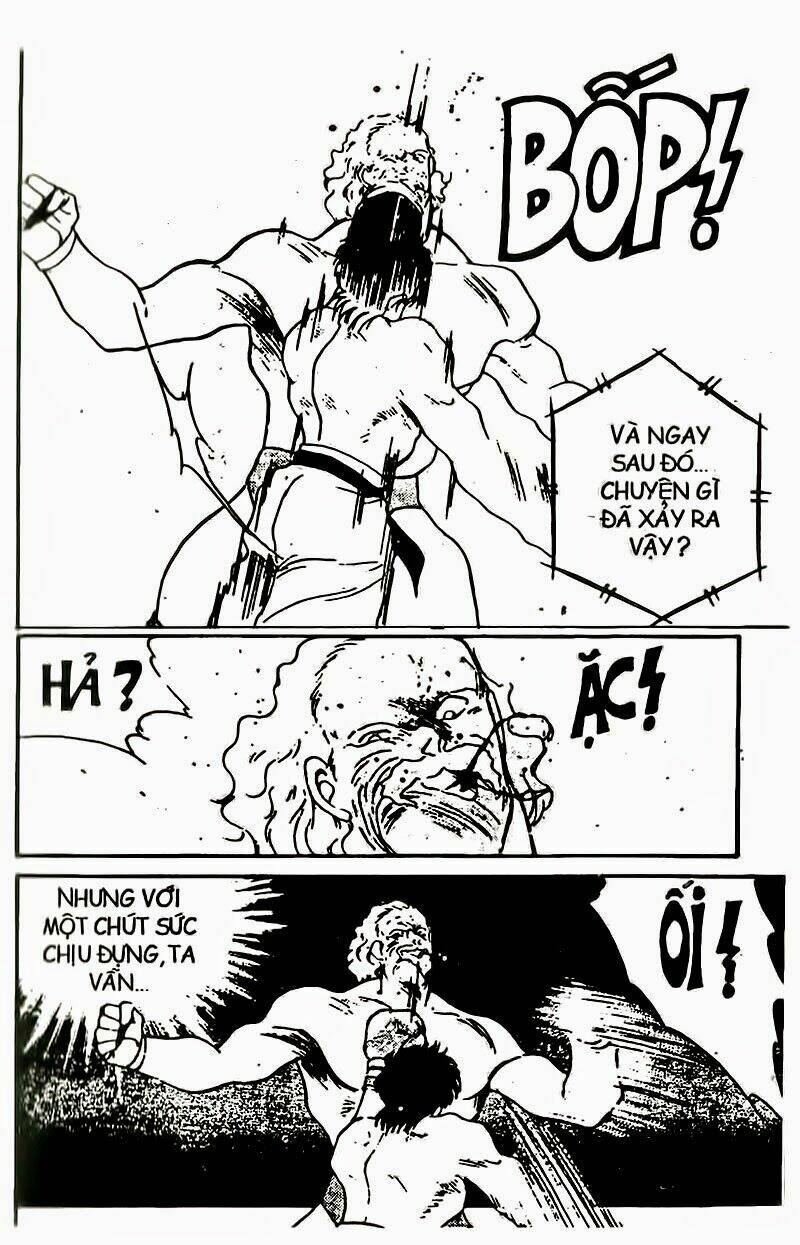 BỐP!
VÀ NGAY
SAU ĐÓ...
CHUYỆN GÌ
ĐÃ XẢY RA
VẬY?
HẢ?
ẶC!
NHƯNG VỚI
MỘT CHÚT SỨC
CHỊU ĐỰNG, TA
VẪN...
ỐI!